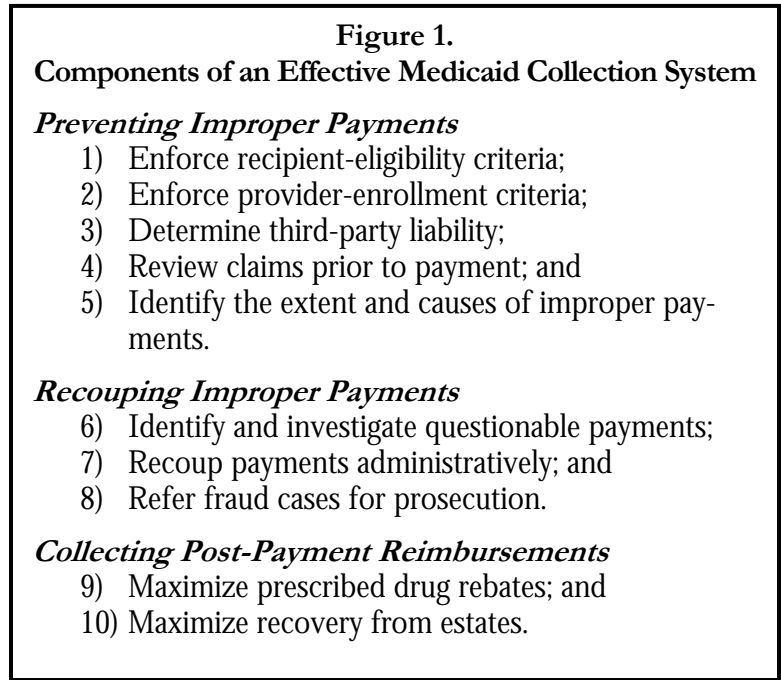 Figure 1.
Components of an Effective Medicaid Collection System
Preventing Improper Payments
1) Enforce recipient-eligibility criteria;
2) Enforce provider-enrollment criteria;
3) Determine third-party liability;
4) Review claims prior to payment; and
5) Identify the extent and causes of improper pay-
ments.
Recouping Improper Payments
6) Identify and investigate questionable payments;
7) Recoup payments administratively; and
8) Refer fraud cases for prosecution.
Collecting Post-Payment Reimbursements
9) Maximize prescribed drug rebates; and
10) Maximize recovery from estates.